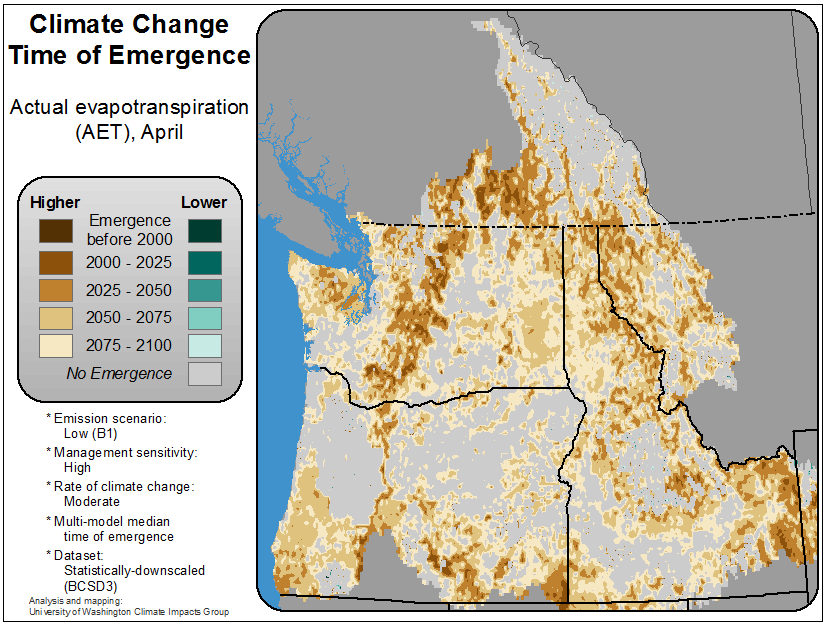 Climate Change
Time of Emergence
Actual evapotranspiration
(AET), April
Higher Lower
Emergence
before 2000
2000 - 2025
2025 - 2050
2050 - 2075
2075 - 2100
No Emergence
* Emission scenario:
Low (B1)
* Management sensitivity:
High
* Rate of climate change:
Moderate
* Multi-model median
time of emergence
* Dataset:
Statistically-downscaled
(BCSD3)
Analysis and mapping:
University of Washington Climate Impacts Group